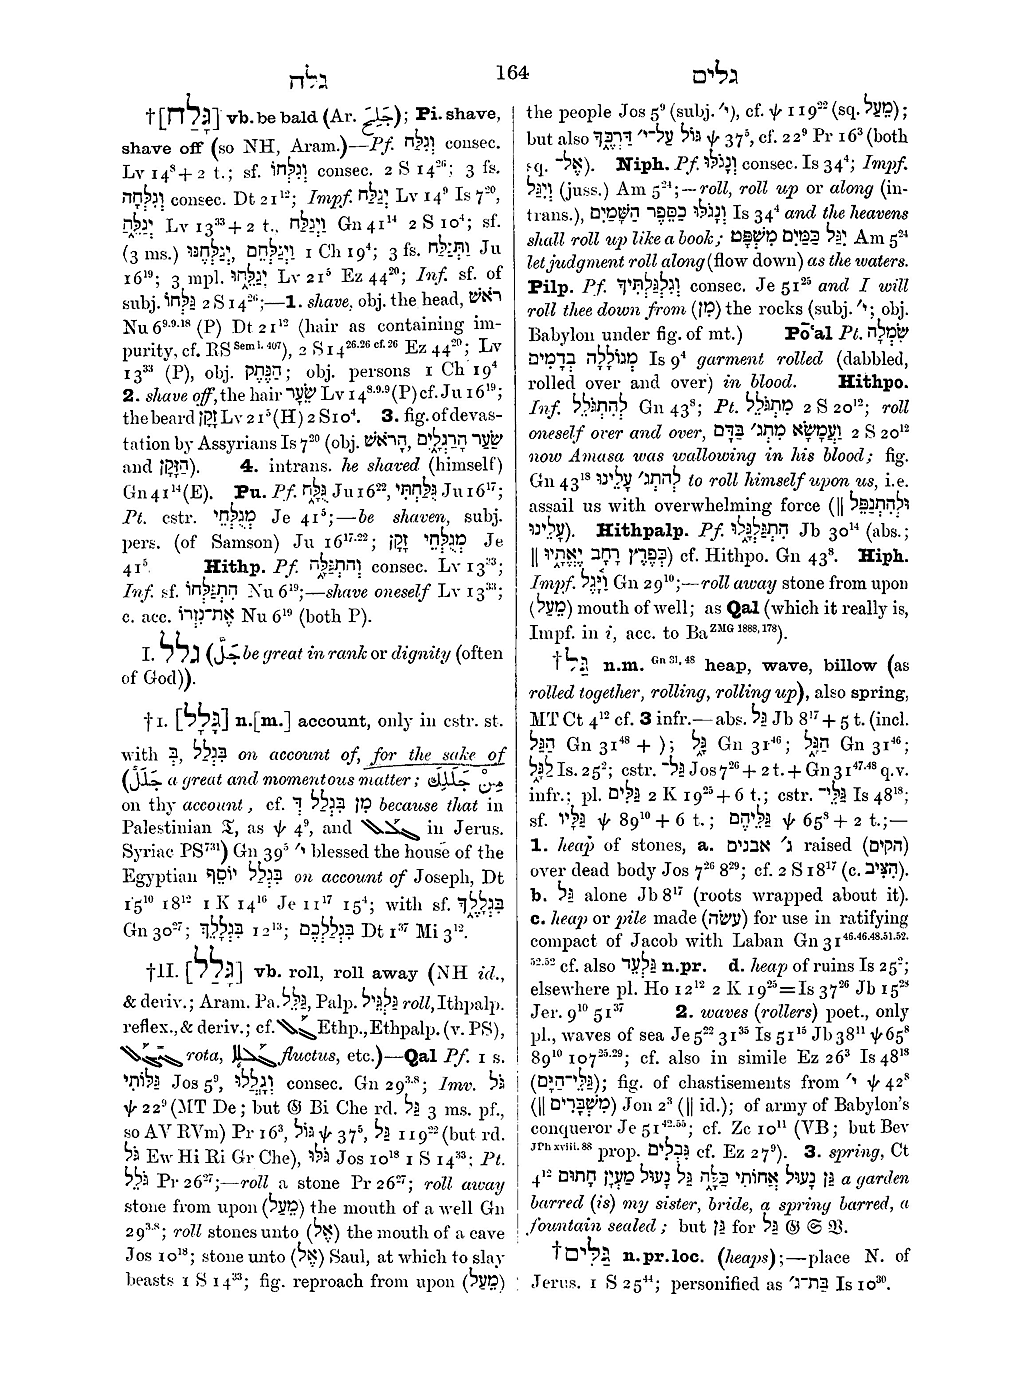 גלח
164
גלים
†[גָּלַח] vb. be bald (Ar. جَلِحَ); Pi. shave,
shave off (so NH, Aram.)—Pf. וְגִלַּח consec.
Lv 14⁸ + 2 t.; sf. וְגִלְּחוֹ consec. 2 S 14²⁶; 3 fs.
וְגִלְּחָה consec. Dt 21¹²; Impf. יְגַלַּח Lv 14⁹ Is 7²⁰,
יְגַלֵּחַ Lv 13³³ + 2 t., וַיְגַלַּח Gn 41¹⁴ 2 S 10⁴; sf.
(3 ms.) יְגַלְּחֶנּוּ, וַיְגַלְּחֵם 1 Ch 19⁴; 3 fs. וַתְּגַלַּח Ju
16¹⁹; 3 mpl. יְגַלֵּחוּ Lv 21⁵ Ez 44²⁰; Inf. sf. of
subj. גַּלְּחוֹ 2 S 14²⁶;—1. shave, obj. the head, רֹאשׁ
Nu 6⁹·⁹·¹⁸ (P) Dt 21¹² (hair as containing im-
purity, cf. RS Sem i. 407), 2 S 14²⁶·²⁶ cf. ²⁶ Ez 44²⁰; Lv
13³³ (P), obj. הַנֶּתֶק; obj. persons 1 Ch 19⁴
2. shave off, the hair שֵׂעָר Lv 14⁸·⁹·⁹ (P) cf. Ju 16¹⁹;
the beard זָקָן Lv 21⁵ (H) 2 S 10⁴. 3. fig. of devas-
tation by Assyrians Is 7²⁰ (obj. הָרֹאשׁ, שַׂעַר הָרַגְלָיִם
and הַזָּקָן). 4. intrans. he shaved (himself)
Gn 41¹⁴ (E). Pu. Pf. גֻּלָּח Ju 16²², גֻּלַּחְתִּי Ju 16¹⁷;
Pt. cstr. מְגֻלְּחֵי Je 41⁵;—be shaven, subj.
pers. (of Samson) Ju 16¹⁷·²²; מְגֻלְּחֵי זָקָן Je
41⁵. Hithp. Pf. וְהִתְגַּלָּח consec. Lv 13³³;
Inf. sf. הִתְגַּלְּחוֹ Nu 6¹⁹;—shave oneself Lv 13³³;
c. acc. אֶת־נִזְרוֹ Nu 6¹⁹ (both P).
I. גלל (جَلَّ be great in rank or dignity (often
of God)).
†I. [גָּלָל] n.[m.] account, only in cstr. st.
with בְּ, בִּגְלַל on account of, for the sake of
(جَلَلٌ a great and momentous matter; مِنْ جَلَلِكَ
on thy account, cf. מִן בִּגְלַל דְּ because that in
Palestinian 𝔗, as ψ 4⁹, and in Jerus.
Syriac PS⁷³¹) Gn 39⁵ י׳ blessed the house of the
Egyptian בִּגְלַל יוֹסֵף on account of Joseph, Dt
15¹⁰ 18¹² 1 K 14¹⁶ Je 11¹⁷ 15⁴; with sf. בִּגְלָלֶךָ
Gn 30²⁷; בִּגְלָלֵךְ 12¹³; בִּגְלַלְכֶם Dt 1³⁷ Mi 3¹².
†II. [גָּלַל] vb. roll, roll away (NH id.,
& deriv.; Aram. Pa. גַּלֵּל, Palp. גַּלְגֵּיל roll, Ithpalp.
reflex., & deriv.; cf. Ethp., Ethpalp. (v. PS),
rota, fluctus, etc.)—Qal Pf. 1 s.
גַּלּוֹתִי Jos 5⁹, וְגָלֲלוּ consec. Gn 29³·⁸; Imv. גֹּל
ψ 22⁹ (MT De; but 𝔊 Bi Che rd. גַּל 3 ms. pf.,
so AV RVm) Pr 16³, גּוֹל ψ 37⁵, גַּל 119²² (but rd.
גֹּל Ew Hi Ri Gr Che), גֹּלּוּ Jos 10¹⁸ 1 S 14³³; Pt.
גֹּלֵל Pr 26²⁷;—roll a stone Pr 26²⁷; roll away
stone from upon (מֵעַל) the mouth of a well Gn
29³·⁸; roll stones unto (אֶל) the mouth of a cave
Jos 10¹⁸; stone unto (אֶל) Saul, at which to slay
beasts 1 S 14³³; fig. reproach from upon (מֵעַל)
the people Jos 5⁹ (subj. י׳), cf. ψ 119²² (sq. מֵעַל);
but also גּוֹל עַל־י׳ דַּרְכֶּךָ ψ 37⁵, cf. 22⁹ Pr 16³ (both
sq. אֶל־). Niph. Pf. וְנָגֹלּוּ consec. Is 34⁴; Impf.
וְיִגַּל (juss.) Am 5²⁴;—roll, roll up or along (in-
trans.), וְנָגֹלּוּ כַסֵּפֶר הַשָּׁמַיִם Is 34⁴ and the heavens
shall roll up like a book; יִגַּל כַּמַּיִם מִשְׁפָּט Am 5²⁴
let judgment roll along (flow down) as the waters.
Pilp. Pf. וְגִלְגַּלְתִּיךָ consec. Je 51²⁵ and I will
roll thee down from (מִן) the rocks (subj. י׳; obj.
Babylon under fig. of mt.) Pō‘al Pt. שִׂמְלָה
מְגוֹלָלָה בְדָמִים Is 9⁴ garment rolled (dabbled,
rolled over and over) in blood. Hithpo.
Inf. לְהִתְגֹּלֵל Gn 43⁸; Pt. מִתְגֹּלֵל 2 S 20¹²; roll
oneself over and over, וַעֲמָשָׂא מִתְג׳ בַּדָּם 2 S 20¹²
now Amasa was wallowing in his blood; fig.
Gn 43¹⁸ לְהִתְג׳ עָלֵינוּ to roll himself upon us, i.e.
assail us with overwhelming force (‖ וּלְהִתְנַפֵּל
עָלֵינוּ). Hithpalp. Pf. הִתְגַּלְגָּלוּ Jb 30¹⁴ (abs.;
‖ כְּפֶרֶץ רָחָב יֶאֱתָיוּ) cf. Hithpo. Gn 43⁸. Hiph.
Impf. וַיָּגֶל Gn 29¹⁰;—roll away stone from upon
(מֵעַל) mouth of well; as Qal (which it really is,
Impf. in i, acc. to Ba ZMG 1888, 178).
†גַּל n.m. Gn 31, 48 heap, wave, billow (as
rolled together, rolling, rolling up), also spring,
MT Ct 4¹² cf. 3 infr.—abs. גַּל Jb 8¹⁷ + 5 t. (incl.
הַגַּל Gn 31⁴⁸ + ); גָּל Gn 31⁴⁶; הַגָּל Gn 31⁴⁶;
לַגָּל Is. 25²; cstr. גַּל־ Jos 7²⁶ + 2 t. + Gn 31⁴⁷·⁴⁸ q.v.
infr.; pl. גַּלִּים 2 K 19²⁵ + 6 t.; cstr. גַּלֵּי־ Is 48¹⁸;
sf. גַּלָּיו ψ 89¹⁰ + 6 t.; גַּלֵּיהֶם ψ 65⁸ + 2 t.;—
1. heap of stones, a. ג׳ אבנים raised (הקים)
over dead body Jos 7²⁶ 8²⁹; cf. 2 S 18¹⁷ (c. הִצִּיב).
b. גַּל alone Jb 8¹⁷ (roots wrapped about it).
c. heap or pile made (עשׂה) for use in ratifying
compact of Jacob with Laban Gn 31⁴⁶·⁴⁶·⁴⁸·⁵¹·⁵²·
⁵²·⁵² cf. also גַּלְעֵד n.pr. d. heap of ruins Is 25²;
elsewhere pl. Ho 12¹² 2 K 19²⁵ = Is 37²⁶ Jb 15²⁸
Jer. 9¹⁰ 51³⁷ 2. waves (rollers) poet., only
pl., waves of sea Je 5²² 31³⁵ Is 51¹⁵ Jb 38¹¹ ψ 65⁸
89¹⁰ 107²⁵·²⁹; cf. also in simile Ez 26³ Is 48¹⁸
(גַּלֵּי־הַיָּם); fig. of chastisements from י׳ ψ 42⁸
(‖ מִשְׁבָּרִים) Jon 2³ (‖ id.); of army of Babylon’s
conqueror Je 51⁴²·⁵⁵; cf. Zc 10¹¹ (VB; but Bev
JPh xviii. 88 prop. גְּבָלִים cf. Ez 27⁹). 3. spring, Ct
4¹² גַּן נָעוּל אֲחוֹתִי כַלָּה גַּל נָעוּל מַעְיָן חָתוּם a garden
barred (is) my sister, bride, a spring barred, a
fountain sealed; but גַּן for גַּל 𝔊 𝔖 𝔙.
†גַּלִּים n.pr.loc. (heaps);—place N. of
Jerus. 1 S 25⁴⁴; personified as בַּת־ג׳ Is 10³⁰.